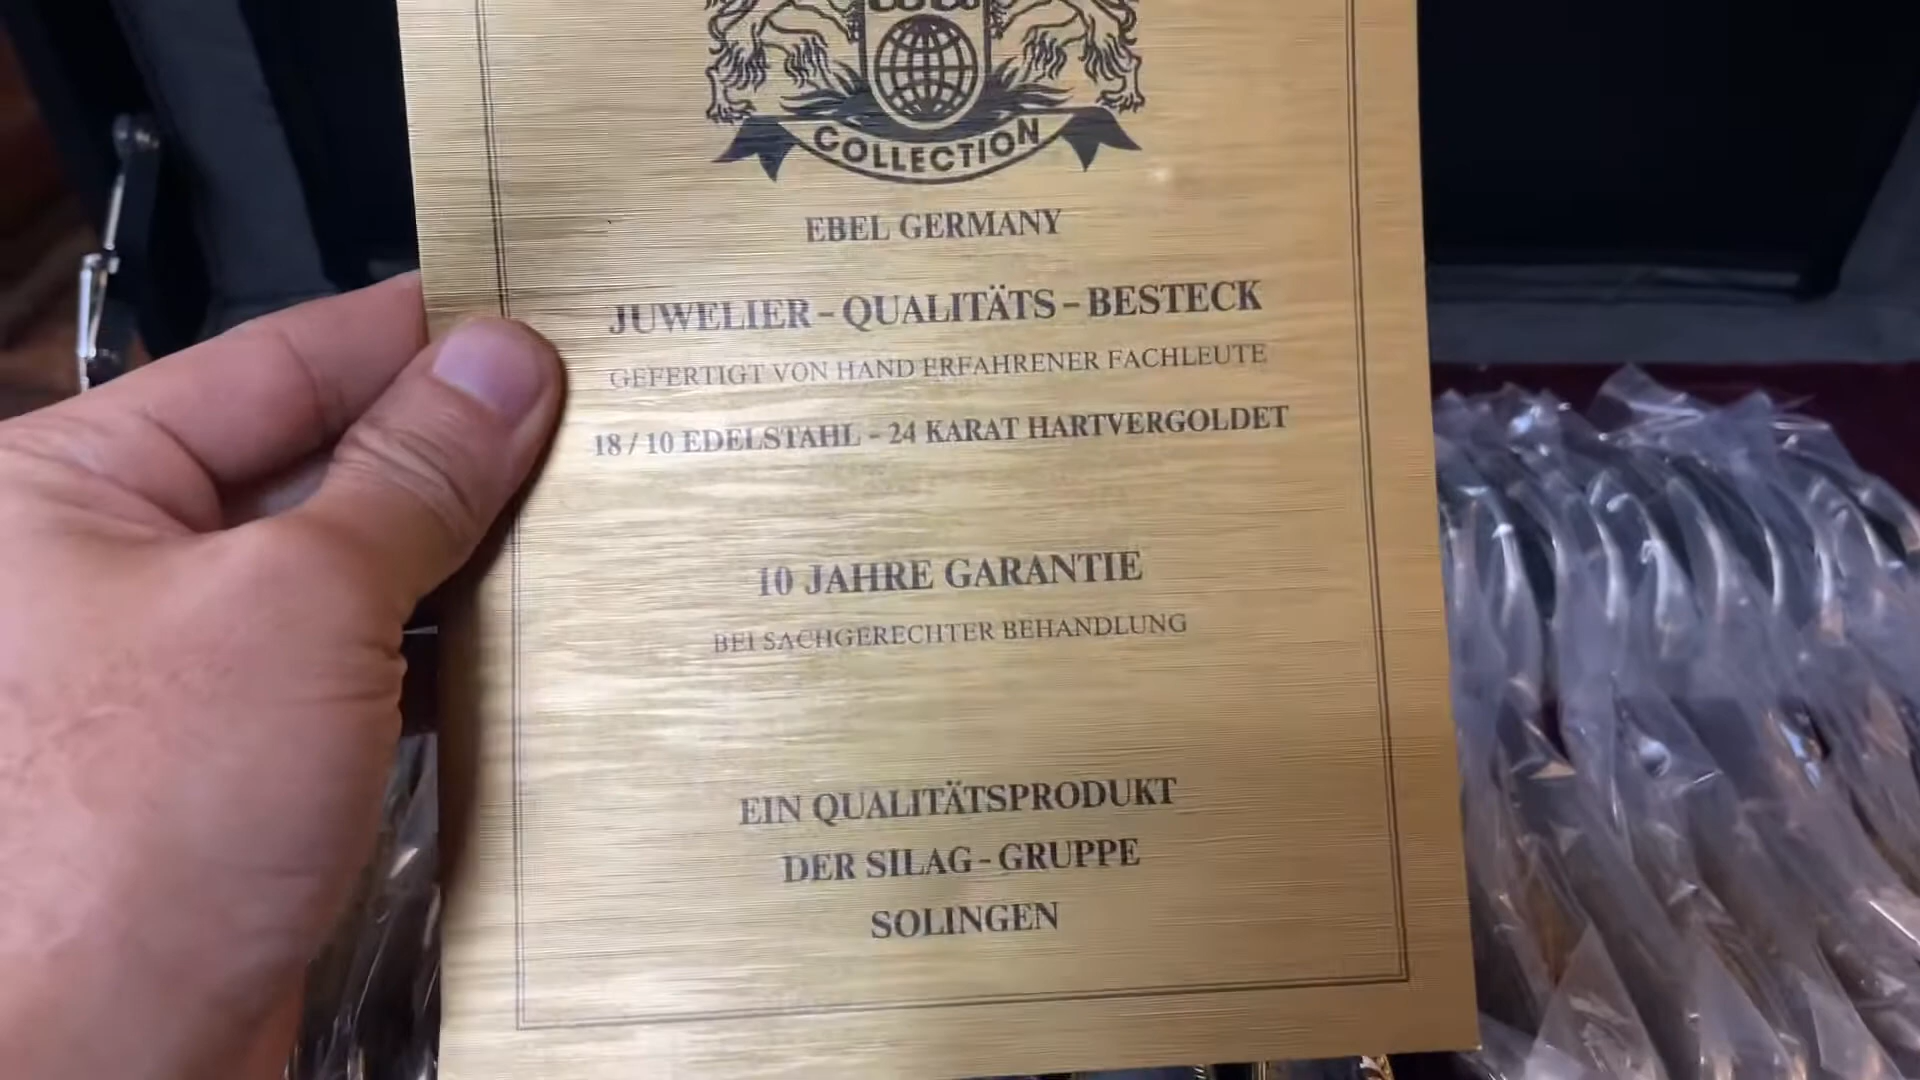 COLLECTION
EBEL GERMANY
JUWELIER - QUALITÄTS - BESTECK
GEFERTIGT VON HAND ERFAHRENER FACHLEUTE
18 / 10 EDELSTAHL - 24 KARAT HARTVERGOLDET
10 JAHRE GARANTIE
BEI SACHGERECHTER BEHANDLUNG
EIN QUALITÄTSPRODUKT
DER SILAG - GRUPPE
SOLINGEN